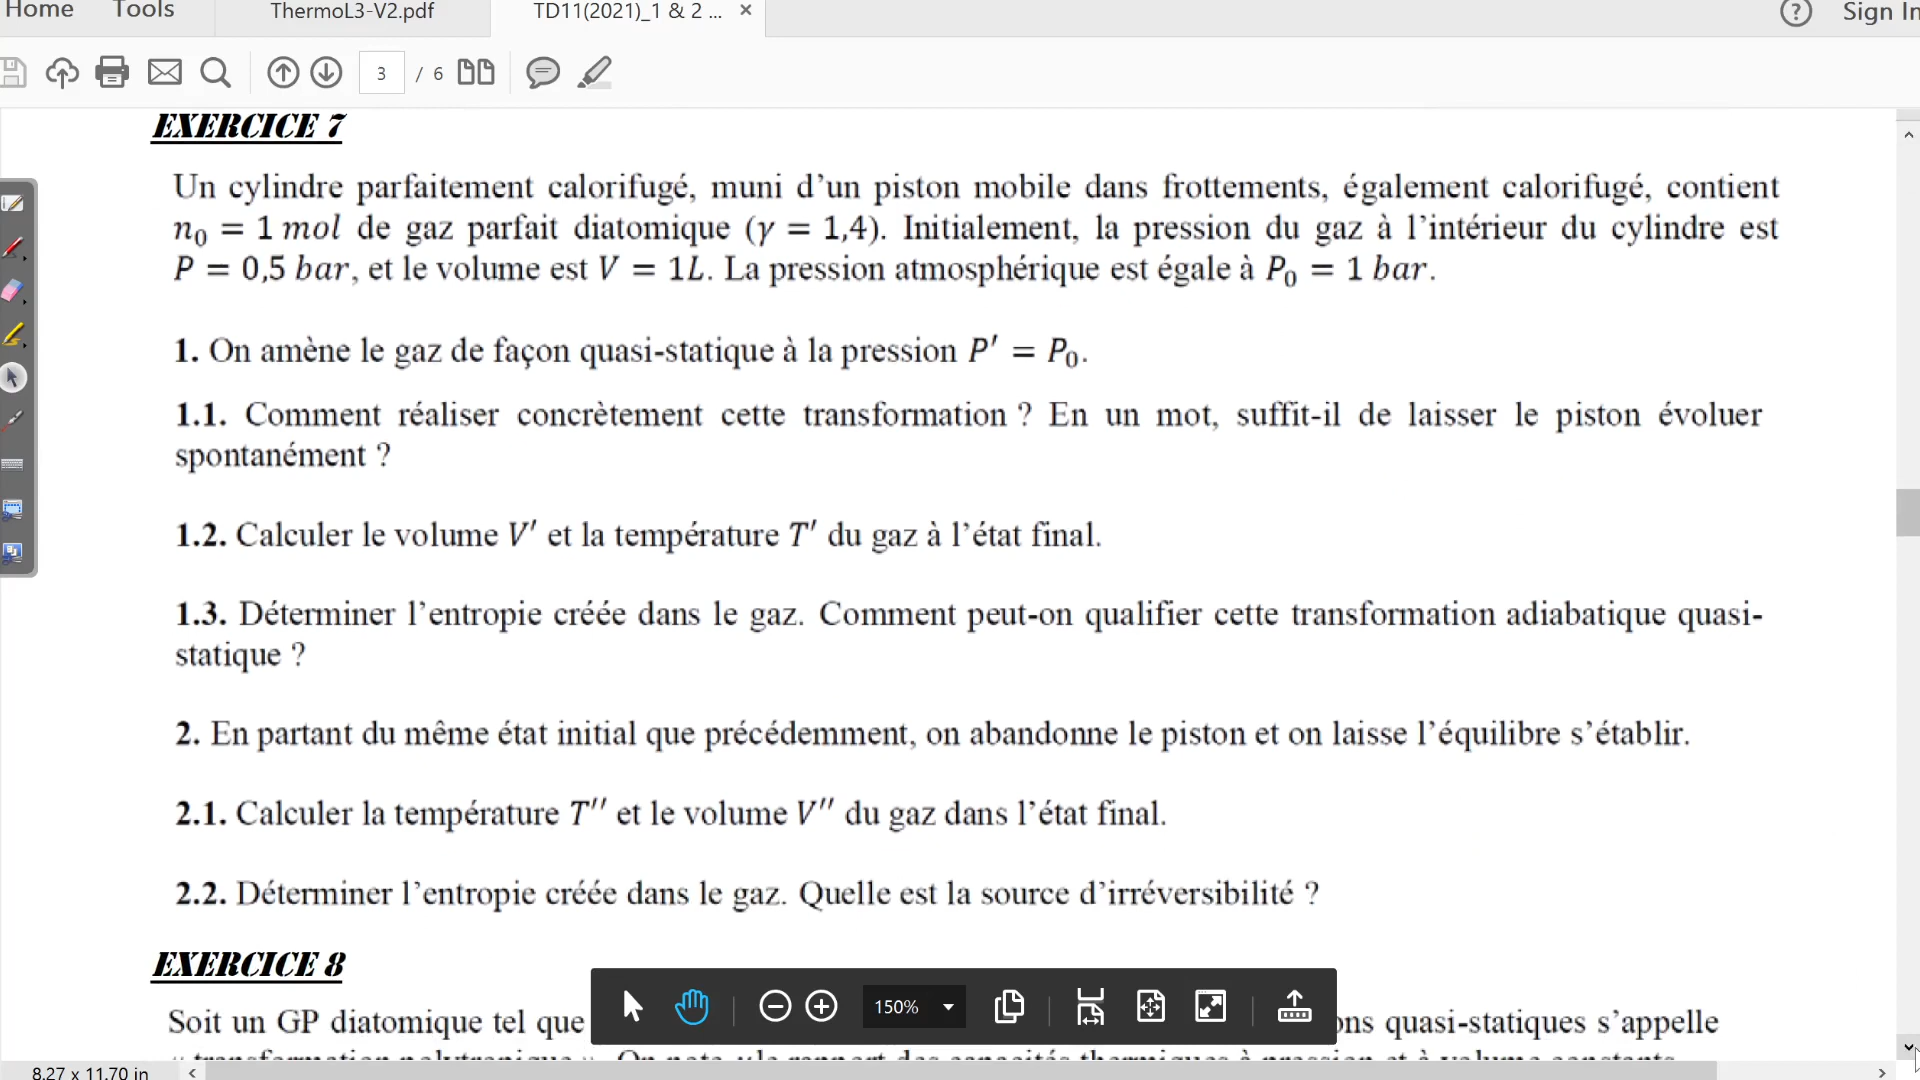 Home Tools ThermoL3-V2.pdf TD11(2021)_1 & 2 ... × ? Sign In
3 / 6
EXERCICE 7
Un cylindre parfaitement calorifugé, muni d'un piston mobile dans frottements, également calorifugé, contient
n₀ = 1 mol de gaz parfait diatomique (γ = 1,4). Initialement, la pression du gaz à l'intérieur du cylindre est
P = 0,5 bar, et le volume est V = 1L. La pression atmosphérique est égale à P₀ = 1 bar.
1. On amène le gaz de façon quasi-statique à la pression P′ = P₀.
1.1. Comment réaliser concrètement cette transformation ? En un mot, suffit-il de laisser le piston évoluer
spontanément ?
1.2. Calculer le volume V′ et la température T′ du gaz à l'état final.
1.3. Déterminer l'entropie créée dans le gaz. Comment peut-on qualifier cette transformation adiabatique quasi-
statique ?
2. En partant du même état initial que précédemment, on abandonne le piston et on laisse l'équilibre s'établir.
2.1. Calculer la température T′′ et le volume V′′ du gaz dans l'état final.
2.2. Déterminer l'entropie créée dans le gaz. Quelle est la source d'irréversibilité ?
EXERCICE 8
150%
Soit un GP diatomique tel que ons quasi-statiques s'appelle
8.27 x 11.70 in